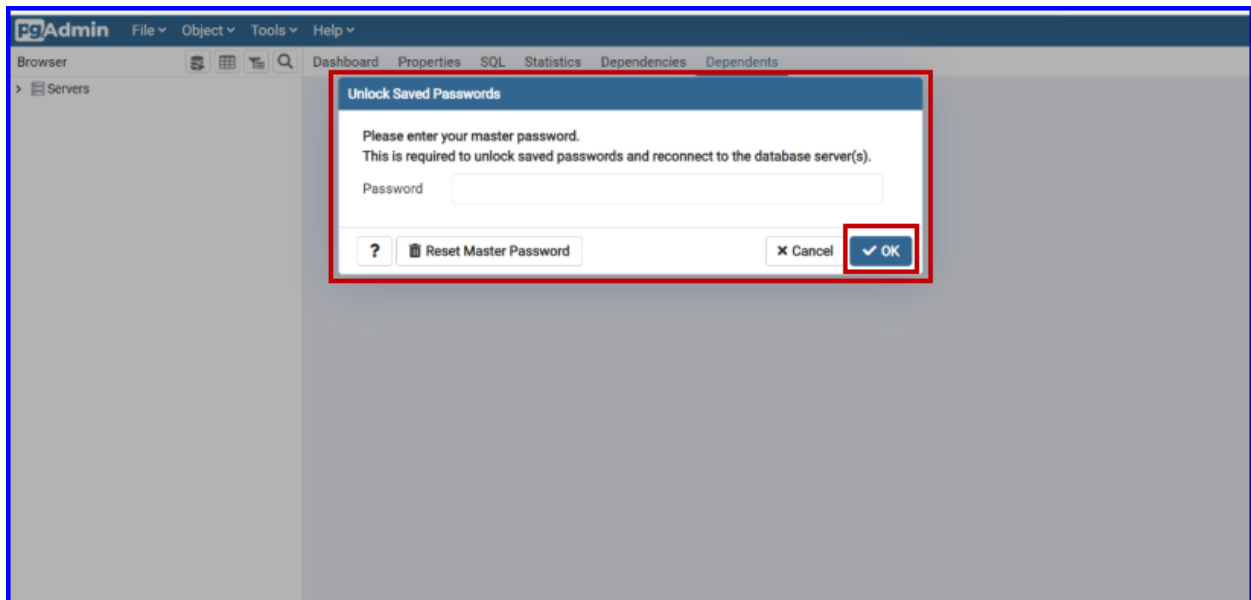 pgAdmin File Object Tools Help
Browser Dashboard Properties SQL Statistics Dependencies Dependents
Servers
Unlock Saved Passwords
Please enter your master password.
This is required to unlock saved passwords and reconnect to the database server(s).
Password
? Reset Master Password Cancel OK